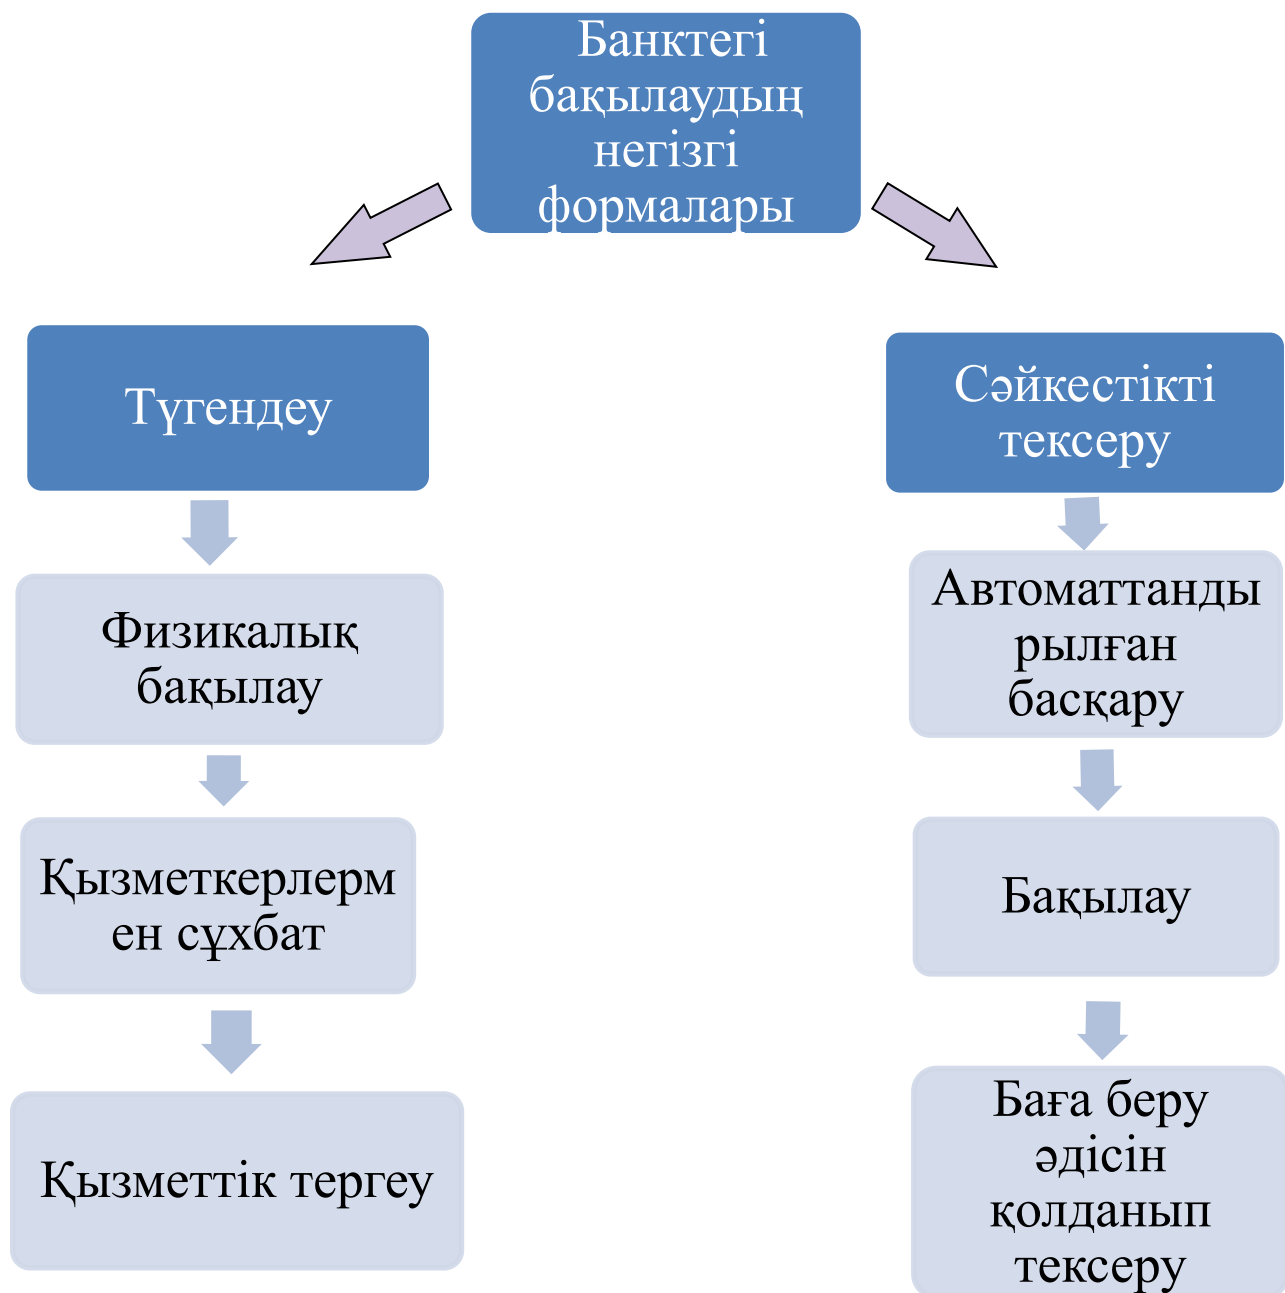 Банктегі
бақылаудың
негізгі
формалары
Түгендеу
Физикалық
бақылау
Қызметкерлерм
ен сұхбат
Қызметтік тергеу
Сәйкестікті
тексеру
Автоматтанды
рылған
басқару
Бақылау
Баға беру
әдісін
қолданып
тексеру